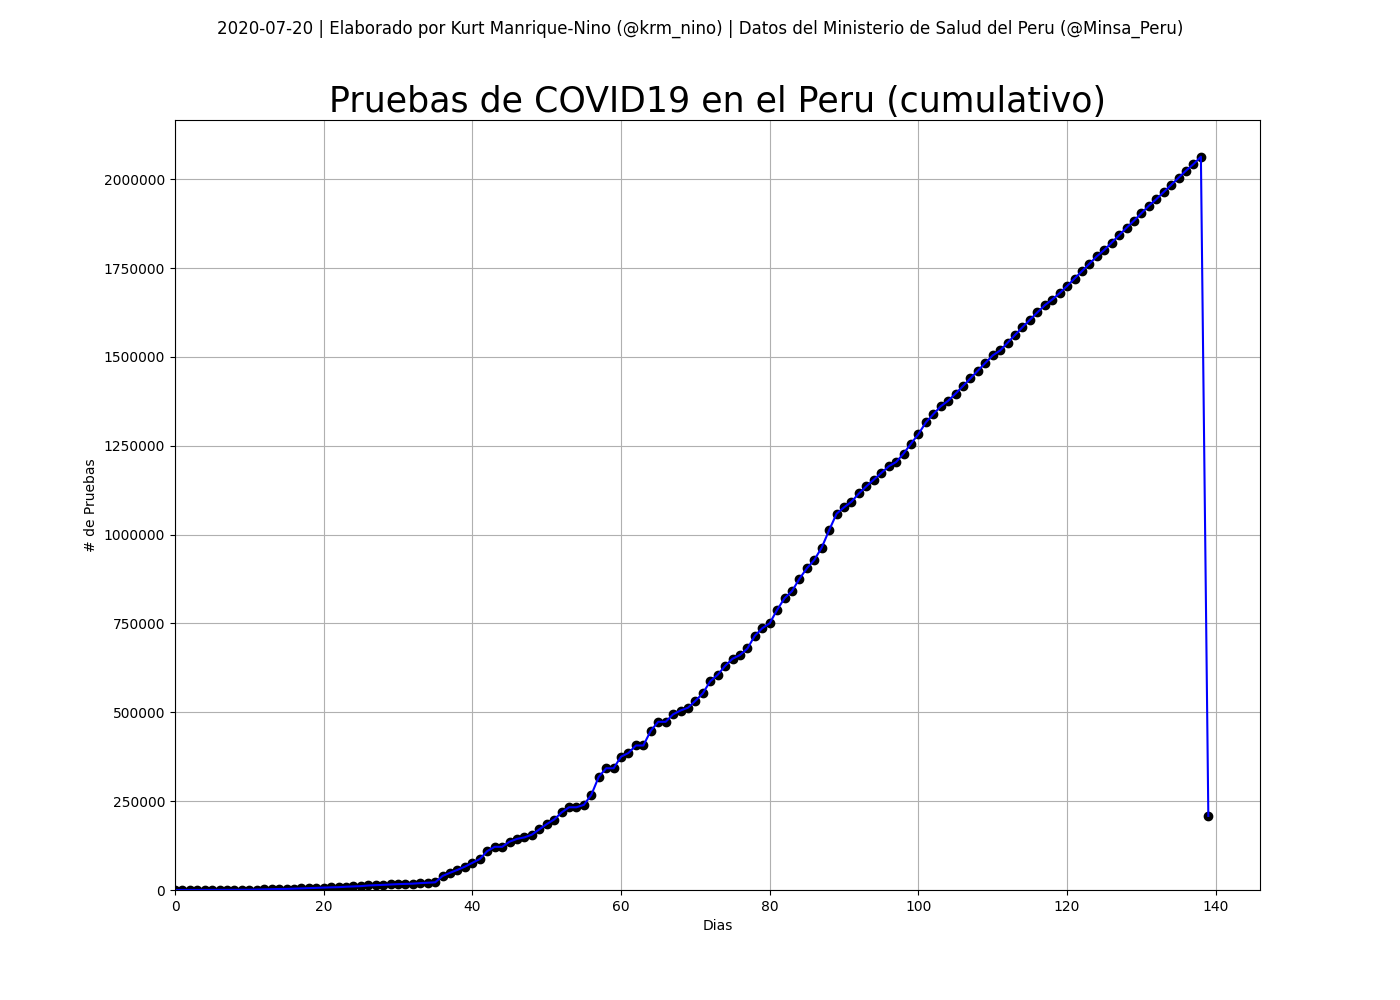 2020-07-20 | Elaborado por Kurt Manrique-Nino (@krm_nino) | Datos del Ministerio de Salud del Peru (@Minsa_Peru)
Pruebas de COVID19 en el Peru (cumulativo)
2000000
1750000
1500000
1250000
1000000
750000
500000
250000
0
# de Pruebas
0 20 40 60 80 100 120 140
Dias